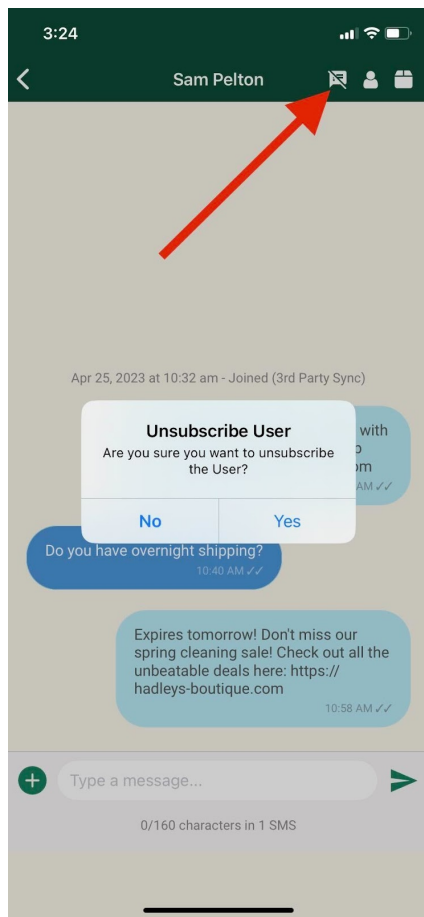 3:24
Sam Pelton
Apr 25, 2023 at 10:32 am - Joined (3rd Party Sync)
with
AM ✓✓
Unsubscribe User
Are you sure you want to unsubscribe
the User?
No
Yes
Do you have overnight shipping?
10:40 AM ✓✓
Expires tomorrow! Don't miss our
spring cleaning sale! Check out all the
unbeatable deals here: https://
hadleys-boutique.com
10:58 AM ✓✓
Type a message...
0/160 characters in 1 SMS